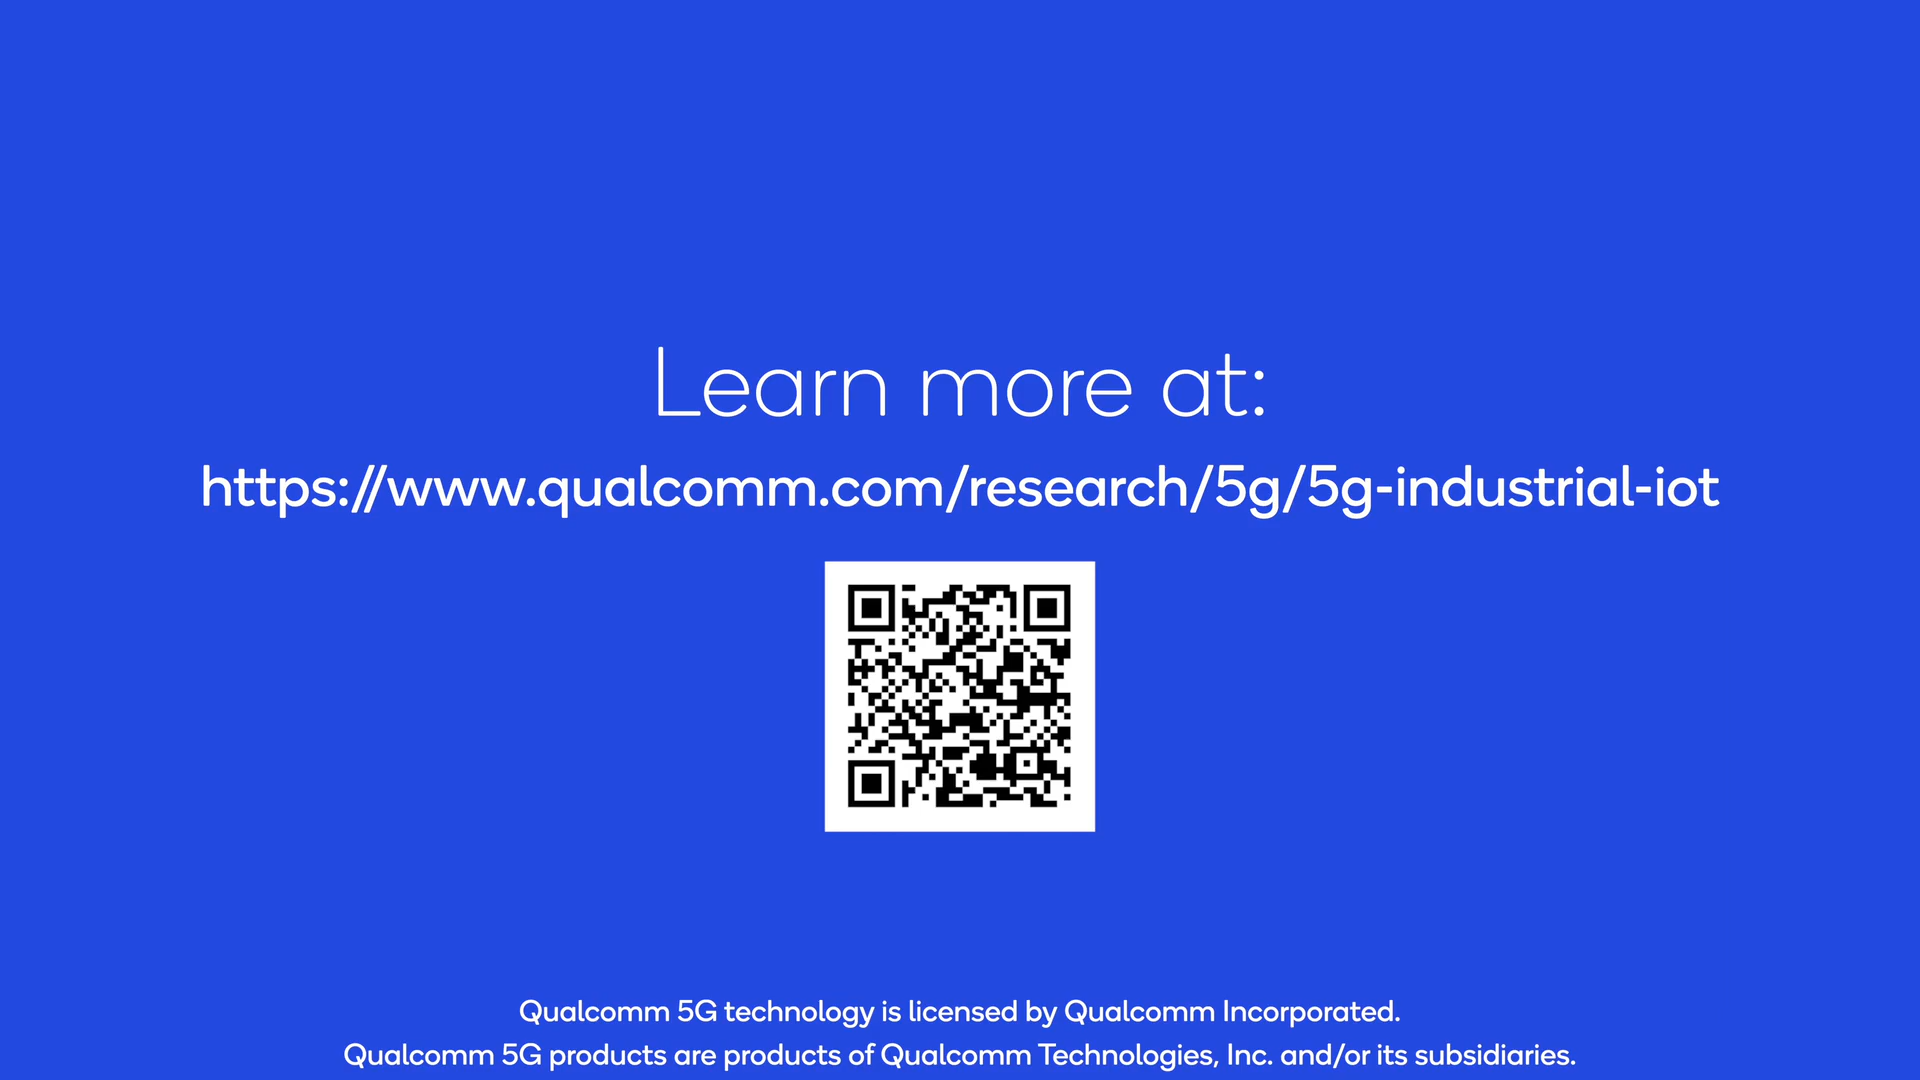 Learn more at:
https://www.qualcomm.com/research/5g/5g-industrial-iot
Qualcomm 5G technology is licensed by Qualcomm Incorporated.
Qualcomm 5G products are products of Qualcomm Technologies, Inc. and/or its subsidiaries.